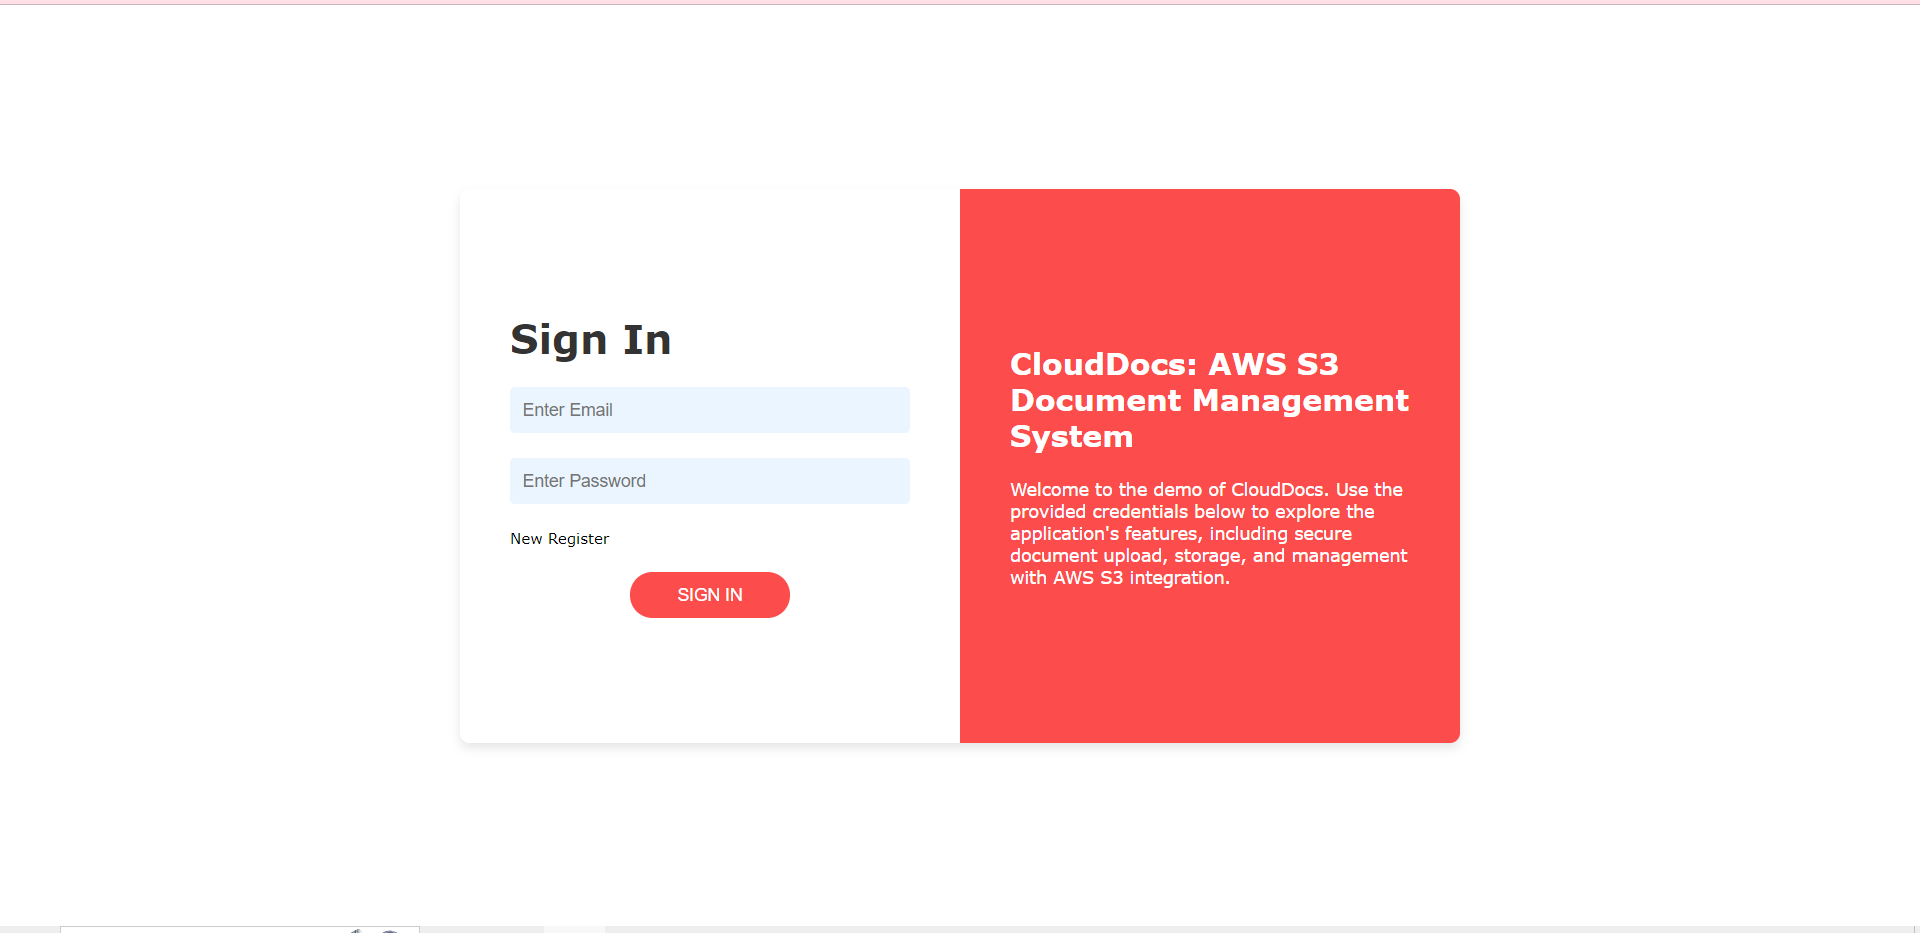 Sign In
Enter Email
Enter Password
New Register
SIGN IN
CloudDocs: AWS S3
Document Management
System
Welcome to the demo of CloudDocs. Use the
provided credentials below to explore the
application's features, including secure
document upload, storage, and management
with AWS S3 integration.